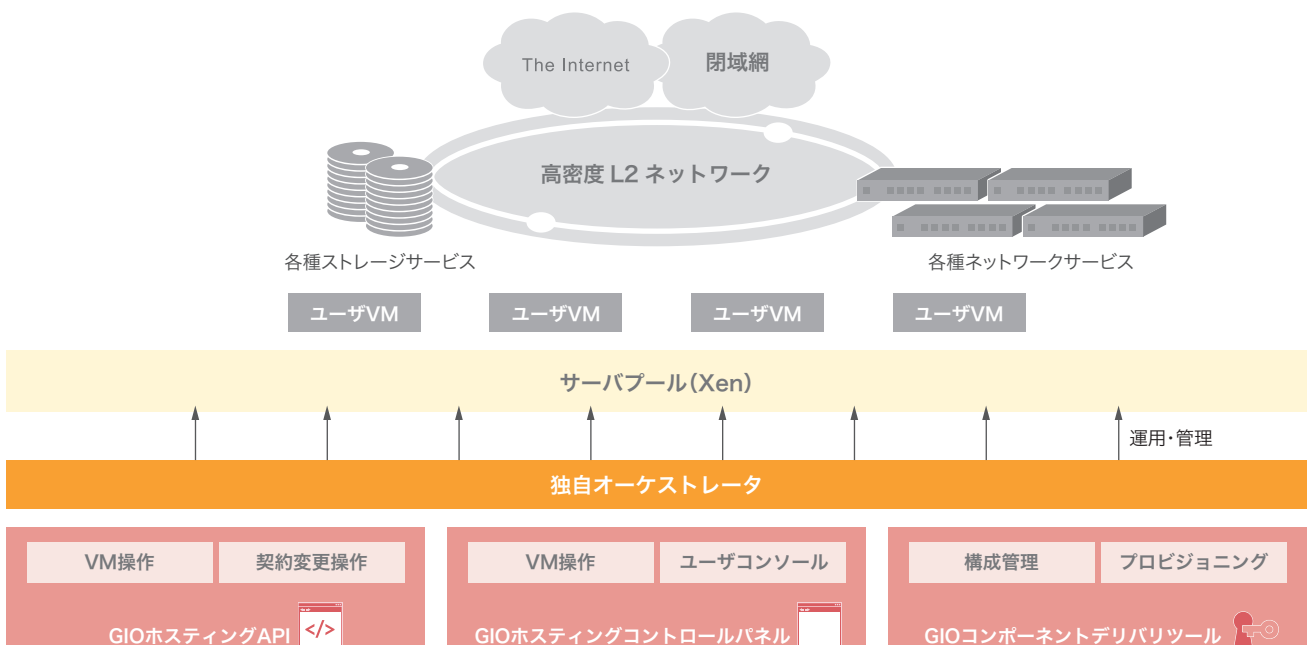 The Internet
閉域網
高密度 L2 ネットワーク
各種ストレージサービス
各種ネットワークサービス
ユーザVM
ユーザVM
ユーザVM
ユーザVM
サーバプール（Xen）
運用・管理
独自オーケストレータ
VM操作
契約変更操作
GIOホスティングAPI
</>
VM操作
ユーザコンソール
GIOホスティングコントロールパネル
構成管理
プロビジョニング
GIOコンポーネントデリバリツール